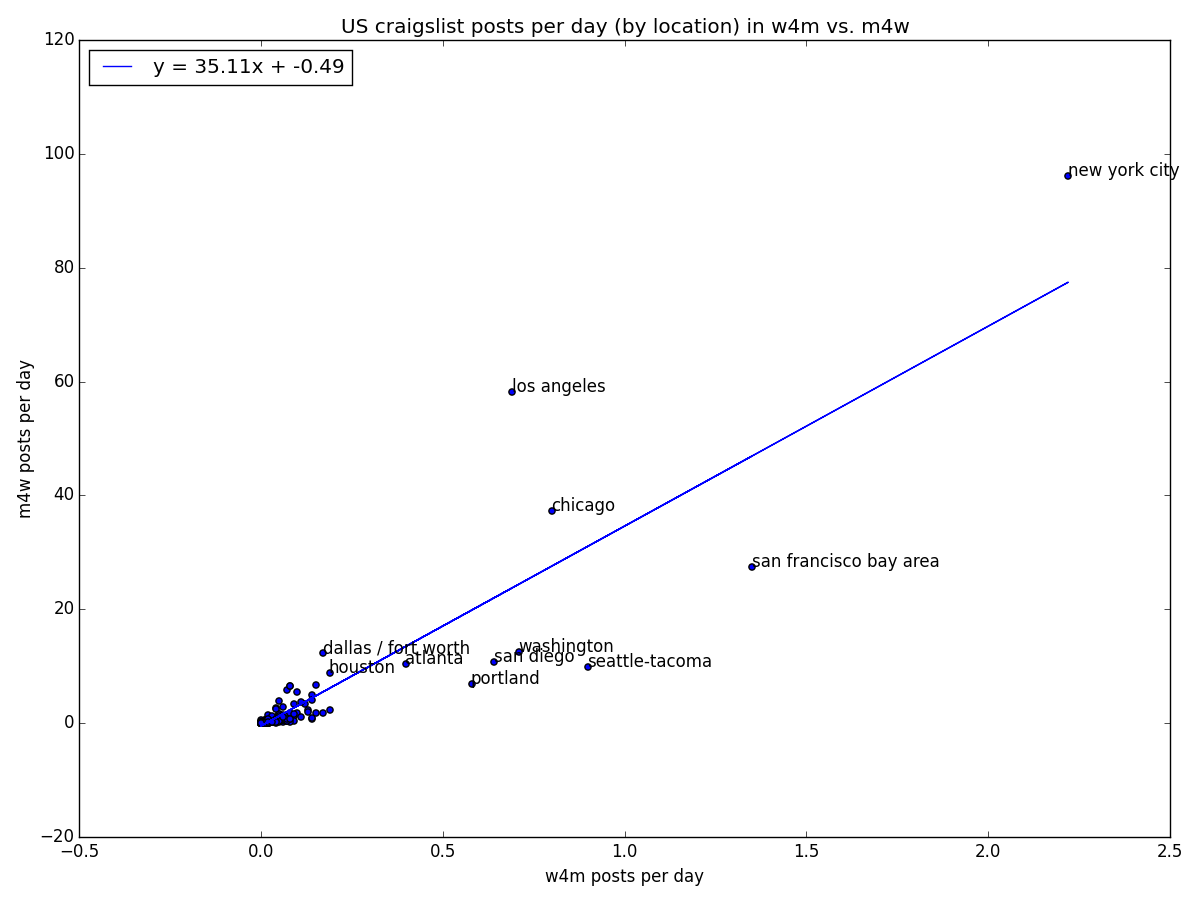 US craigslist posts per day (by location) in w4m vs. m4w
120
y = 35.11x + -0.49
100
new york city
80
60
los angeles
m4w posts per day
40
chicago
san francisco bay area
20
dallas / fort worth
washington
atlanta
san diego
seattle-tacoma
houston
portland
0
−20
−0.5
0.0
0.5
1.0
1.5
2.0
2.5
w4m posts per day